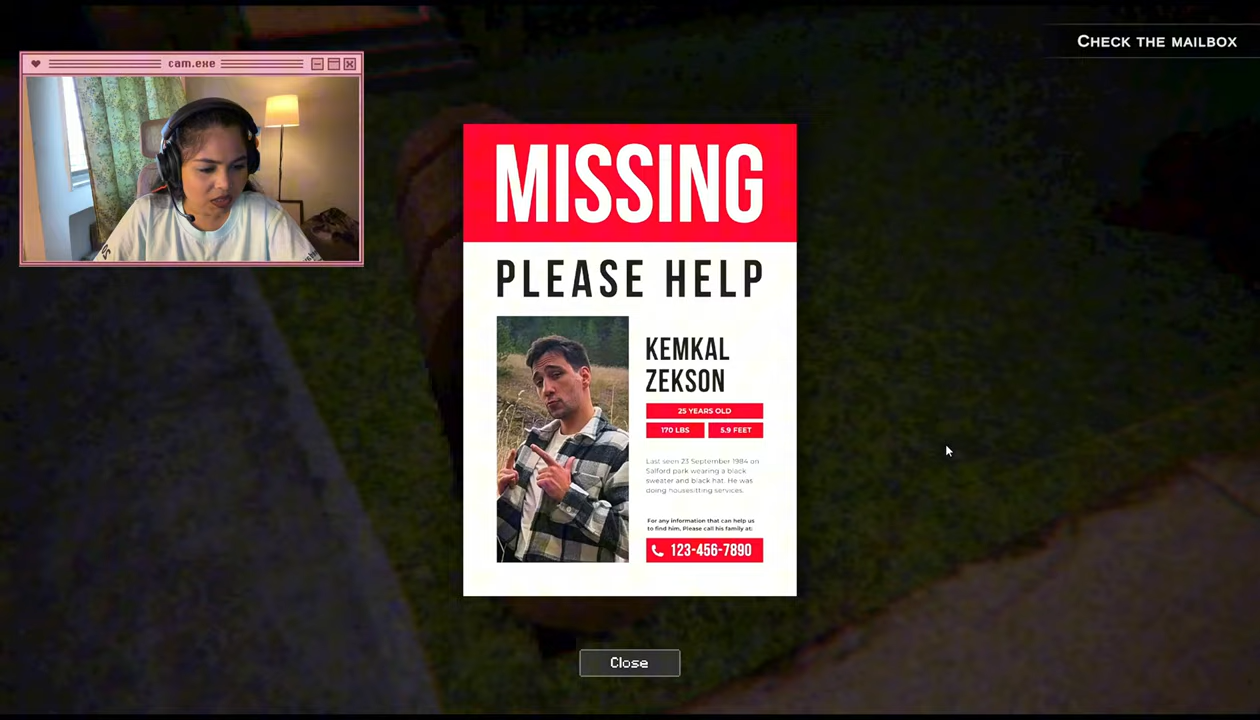 CHECK THE MAILBOX
cam.exe
MISSING
PLEASE HELP
KEMKAL
ZEKSON
25 YEARS OLD
170 LBS
5.9 FEET
Last seen 23 September 1984 on
Salford park wearing a black
sweater and black hat. He was
doing housesitting services.
For any information that can help us
to find him, Please call his family at:
123-456-7890
Close